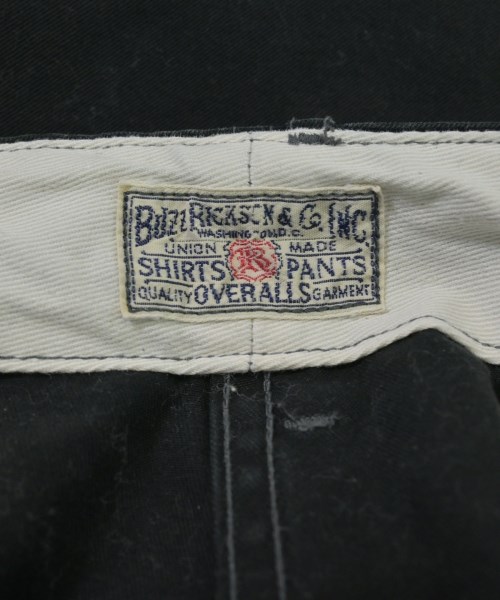 BUZZ RICKSON & CO. INC.
WASHINGTON D.C.
UNION R MADE
SHIRTS PANTS
QUALITY OVERALLS GARMENT